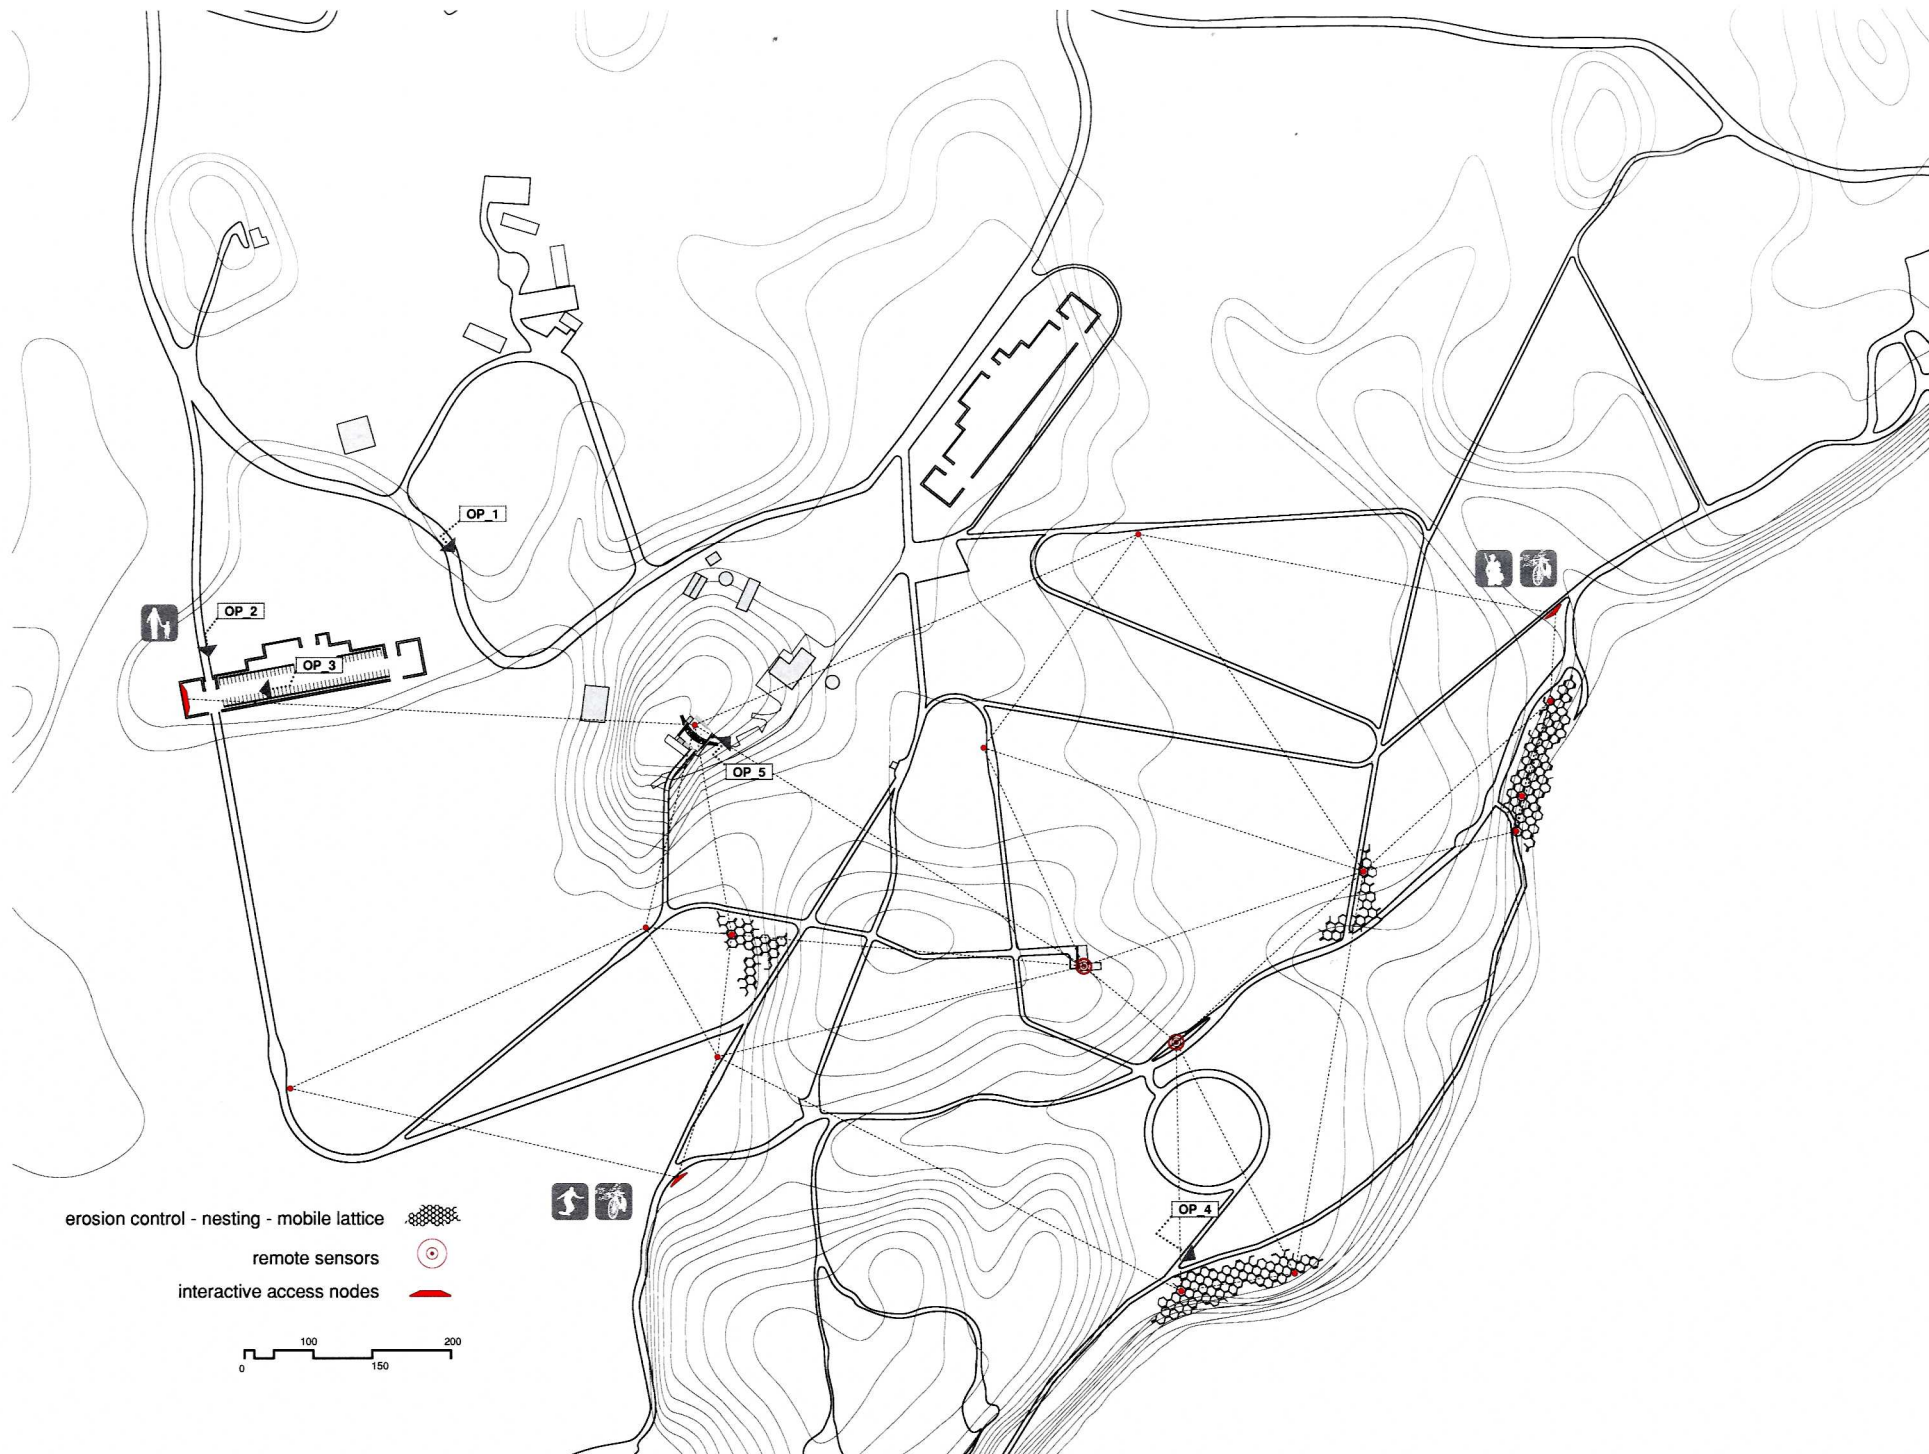 OP_1
OP_2
OP_3
OP_5
OP_4
erosion control - nesting - mobile lattice
remote sensors
interactive access nodes
100 200
0 150